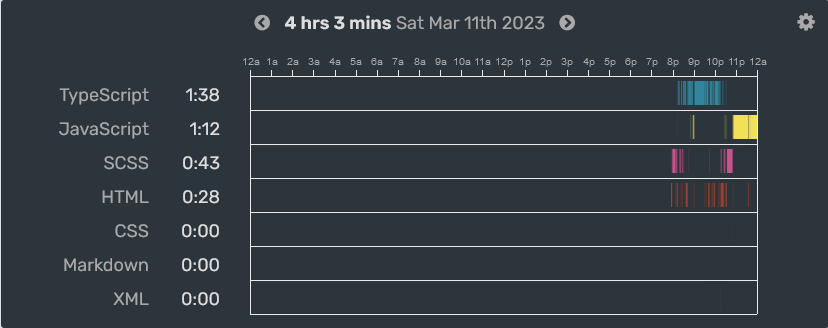 4 hrs 3 mins Sat Mar 11th 2023
12a 1a 2a 3a 4a 5a 6a 7a 8a 9a 10a 11a 12p 1p 2p 3p 4p 5p 6p 7p 8p 9p 10p 11p 12a
TypeScript 1:38
JavaScript 1:12
SCSS 0:43
HTML 0:28
CSS 0:00
Markdown 0:00
XML 0:00